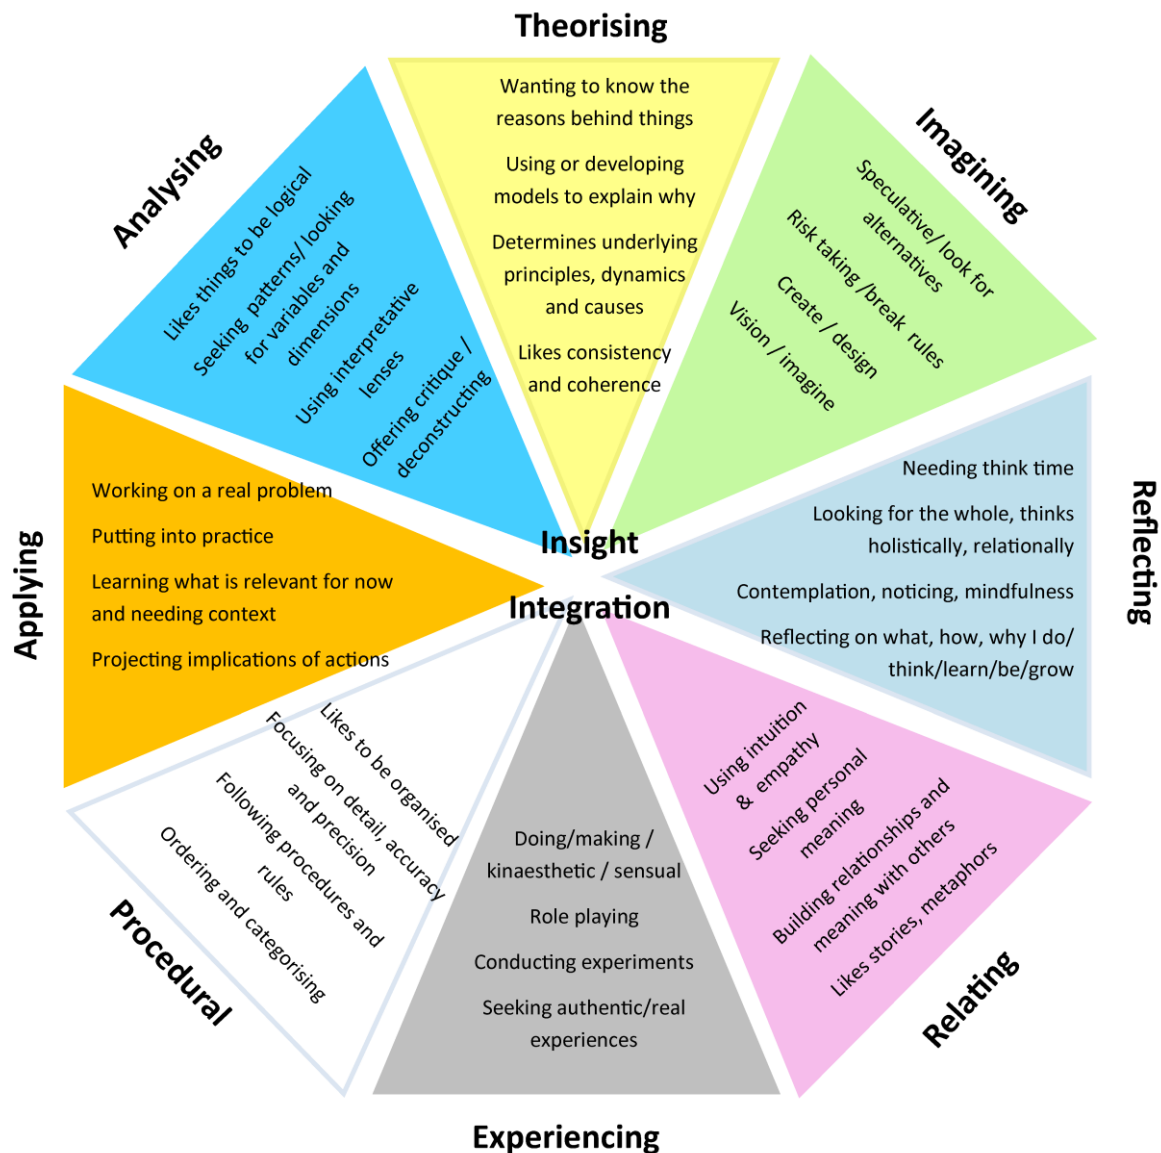 Theorising
Wanting to know the
reasons behind things
Using or developing
models to explain why
Determines underlying
principles, dynamics
and causes
Likes consistency
and coherence
Imagining
Speculative/ look for
alternatives
Risk taking /break rules
Create / design
Vision / imagine
Reflecting
Needing think time
Looking for the whole, thinks
holistically, relationally
Contemplation, noticing, mindfulness
Reflecting on what, how, why I do/
think/learn/be/grow
Relating
Using intuition
& empathy
Seeking personal
meaning
Building relationships and
meaning with others
Likes stories, metaphors
Experiencing
Doing/making /
kinaesthetic / sensual
Role playing
Conducting experiments
Seeking authentic/real
experiences
Procedural
Likes to be organised
Focusing on detail, accuracy
and precision
Following procedures and
rules
Ordering and categorising
Applying
Working on a real problem
Putting into practice
Learning what is relevant for now
and needing context
Projecting implications of actions
Analysing
Likes things to be logical
Seeking patterns/ looking
for variables and
dimensions
Using interpretative
lenses
Offering critique /
deconstructing
Insight
Integration